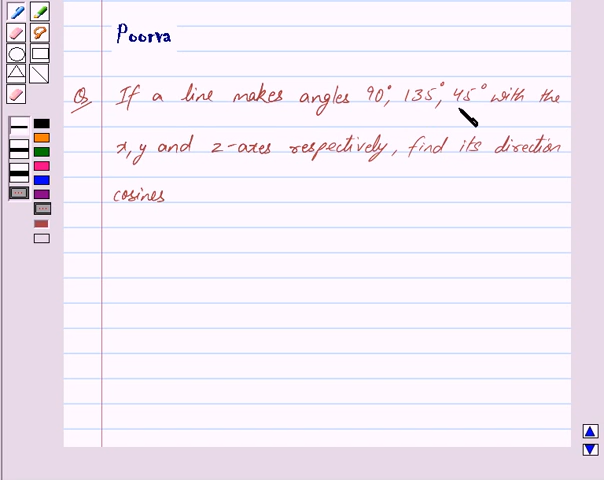 Poorva
Q. If a line makes angles 90°, 135°, 45° with the
x, y and z-axes respectively, find its direction
cosines